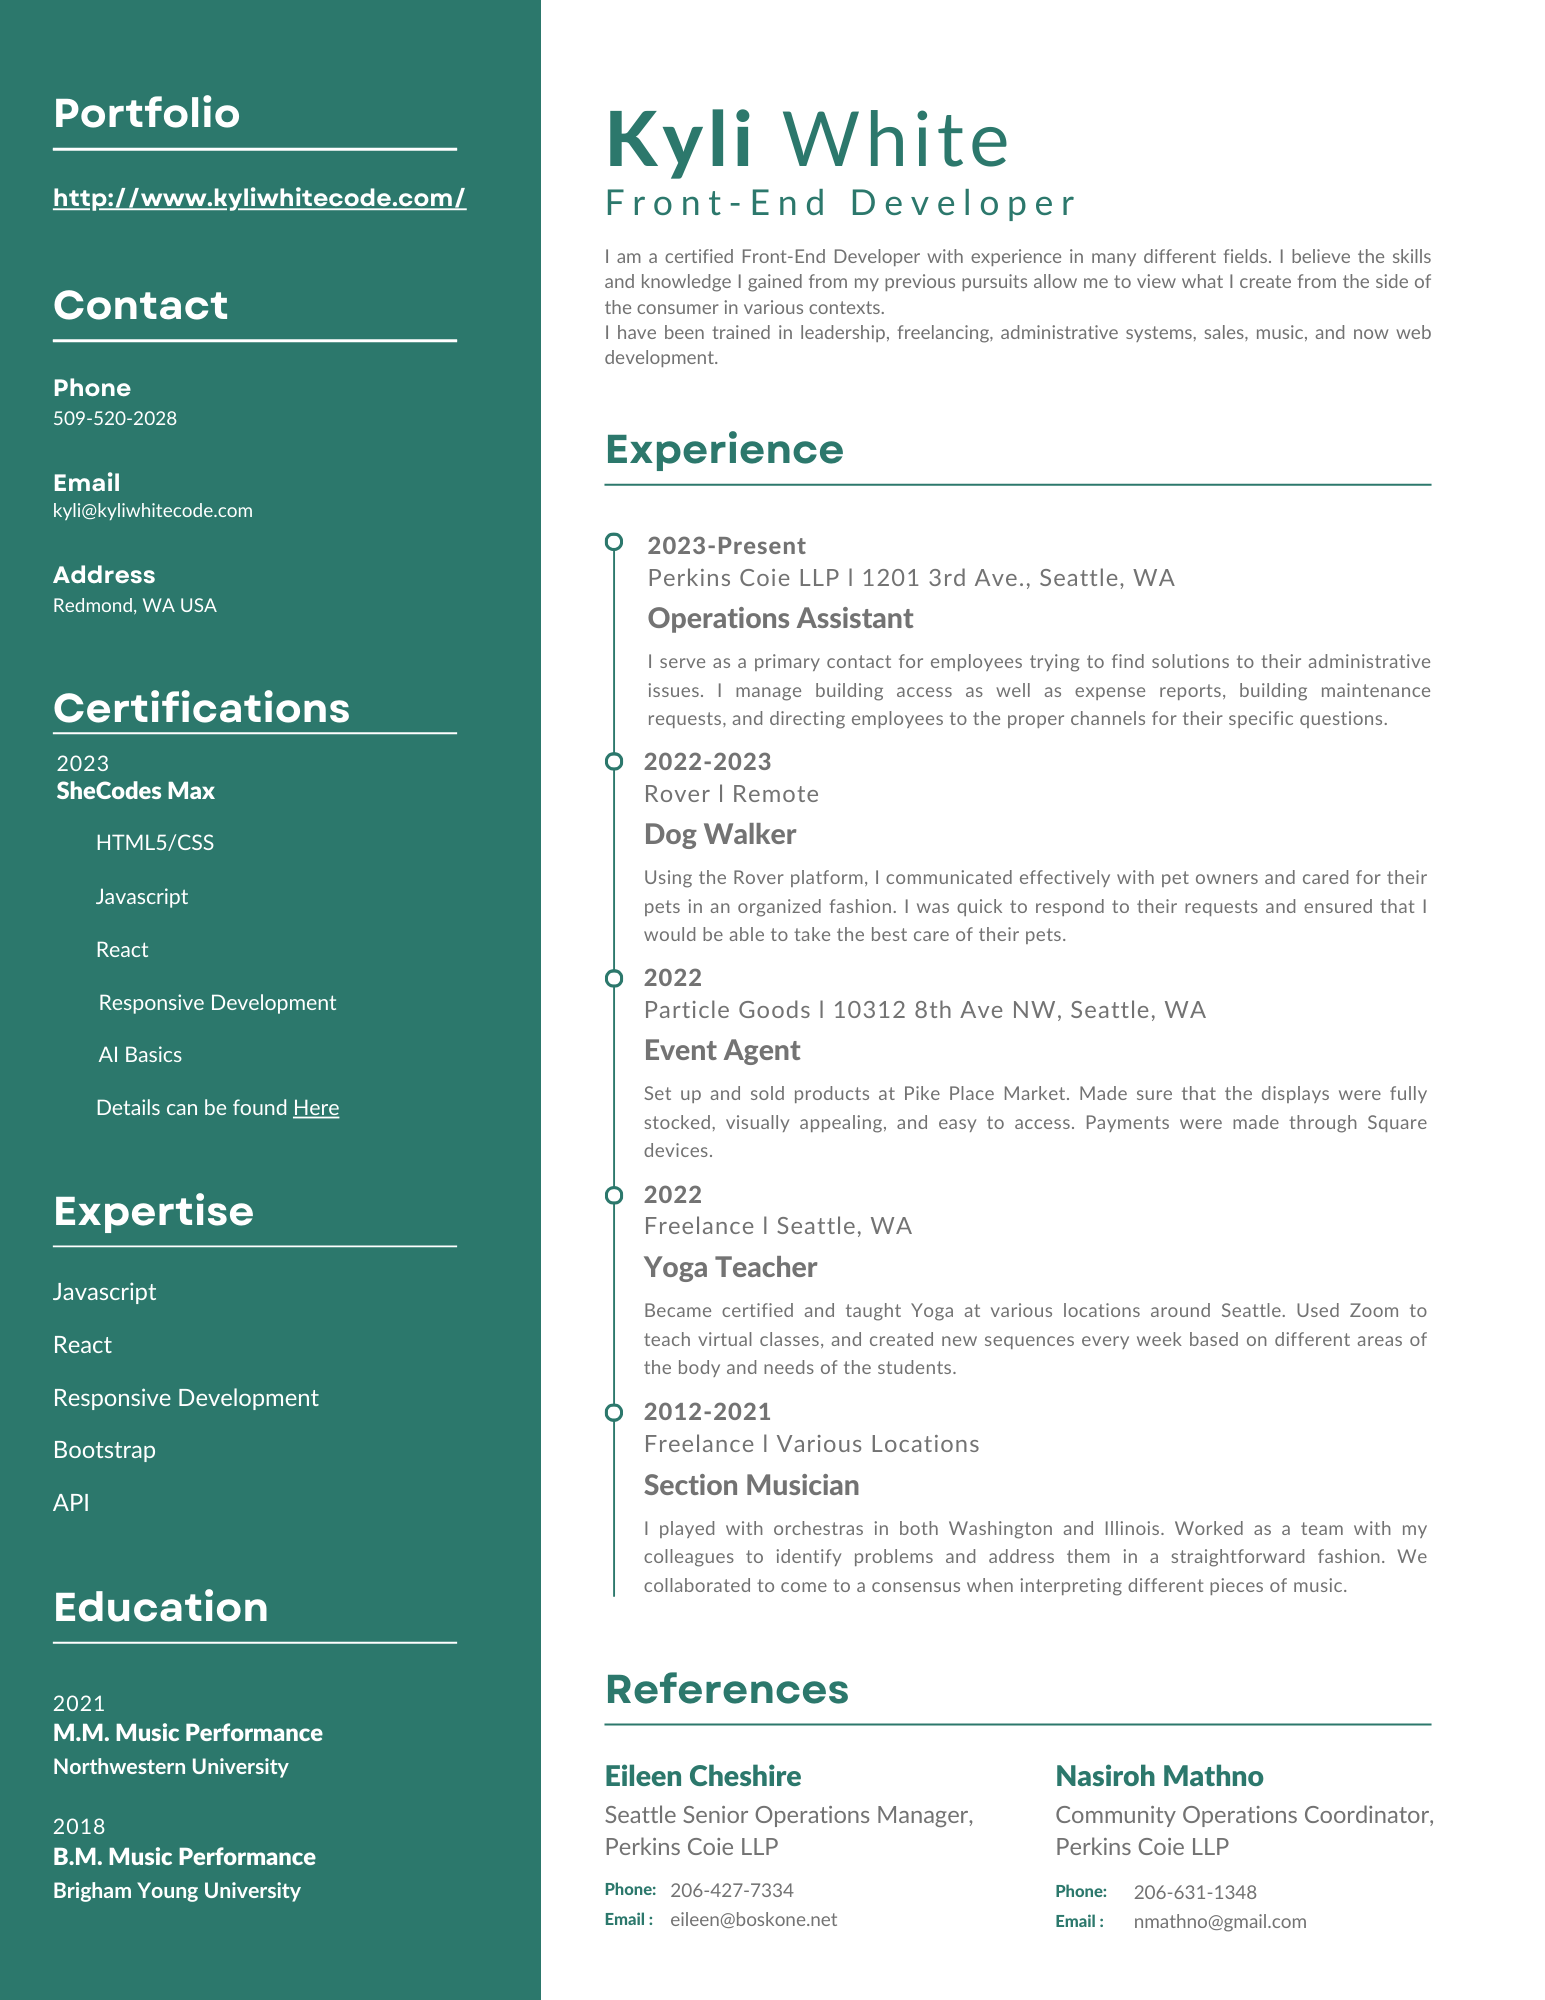 Portfolio
http://www.kyliwhitecode.com/
Contact
Phone
509-520-2028
Email
kyli@kyliwhitecode.com
Address
Redmond, WA USA
Certifications
2023
SheCodes Max
HTML5/CSS
Javascript
React
Responsive Development
AI Basics
Details can be found Here
Expertise
Javascript
React
Responsive Development
Bootstrap
API
Education
2021
M.M. Music Performance
Northwestern University
2018
B.M. Music Performance
Brigham Young University
Kyli White
Front-End Developer
I am a certified Front-End Developer with experience in many different fields. I believe the skills
and knowledge I gained from my previous pursuits allow me to view what I create from the side of
the consumer in various contexts.
I have been trained in leadership, freelancing, administrative systems, sales, music, and now web
development.
Experience
2023-Present
Perkins Coie LLP l 1201 3rd Ave., Seattle, WA
Operations Assistant
I serve as a primary contact for employees trying to find solutions to their administrative
issues. I manage building access as well as expense reports, building maintenance
requests, and directing employees to the proper channels for their specific questions.
2022-2023
Rover l Remote
Dog Walker
Using the Rover platform, I communicated effectively with pet owners and cared for their
pets in an organized fashion. I was quick to respond to their requests and ensured that I
would be able to take the best care of their pets.
2022
Particle Goods l 10312 8th Ave NW, Seattle, WA
Event Agent
Set up and sold products at Pike Place Market. Made sure that the displays were fully
stocked, visually appealing, and easy to access. Payments were made through Square
devices.
2022
Freelance l Seattle, WA
Yoga Teacher
Became certified and taught Yoga at various locations around Seattle. Used Zoom to
teach virtual classes, and created new sequences every week based on different areas of
the body and needs of the students.
2012-2021
Freelance l Various Locations
Section Musician
I played with orchestras in both Washington and Illinois. Worked as a team with my
colleagues to identify problems and address them in a straightforward fashion. We
collaborated to come to a consensus when interpreting different pieces of music.
References
Eileen Cheshire
Seattle Senior Operations Manager,
Perkins Coie LLP
Phone: 206-427-7334
Email : eileen@boskone.net
Nasiroh Mathno
Community Operations Coordinator,
Perkins Coie LLP
Phone: 206-631-1348
Email : nmathno@gmail.com